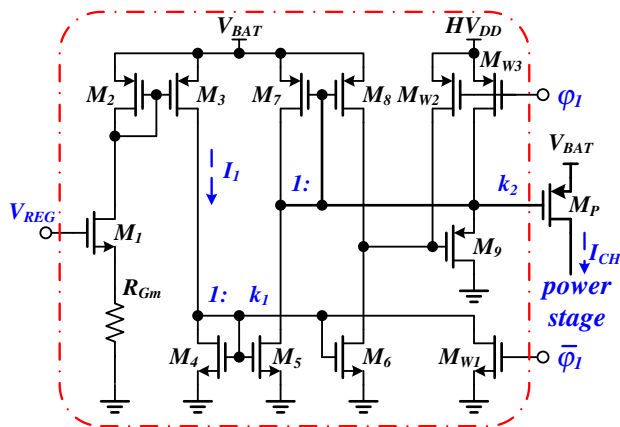 V_BAT HV_DD
M_2 M_3 M_7 M_8 M_W2 M_W3
φ_1
V_BAT
I_1 1: k_2 M_P
V_REG M_1 M_9 I_CH
R_Gm power
1: k_1 stage
M_4 M_5 M_6 M_W1 φ̅_1